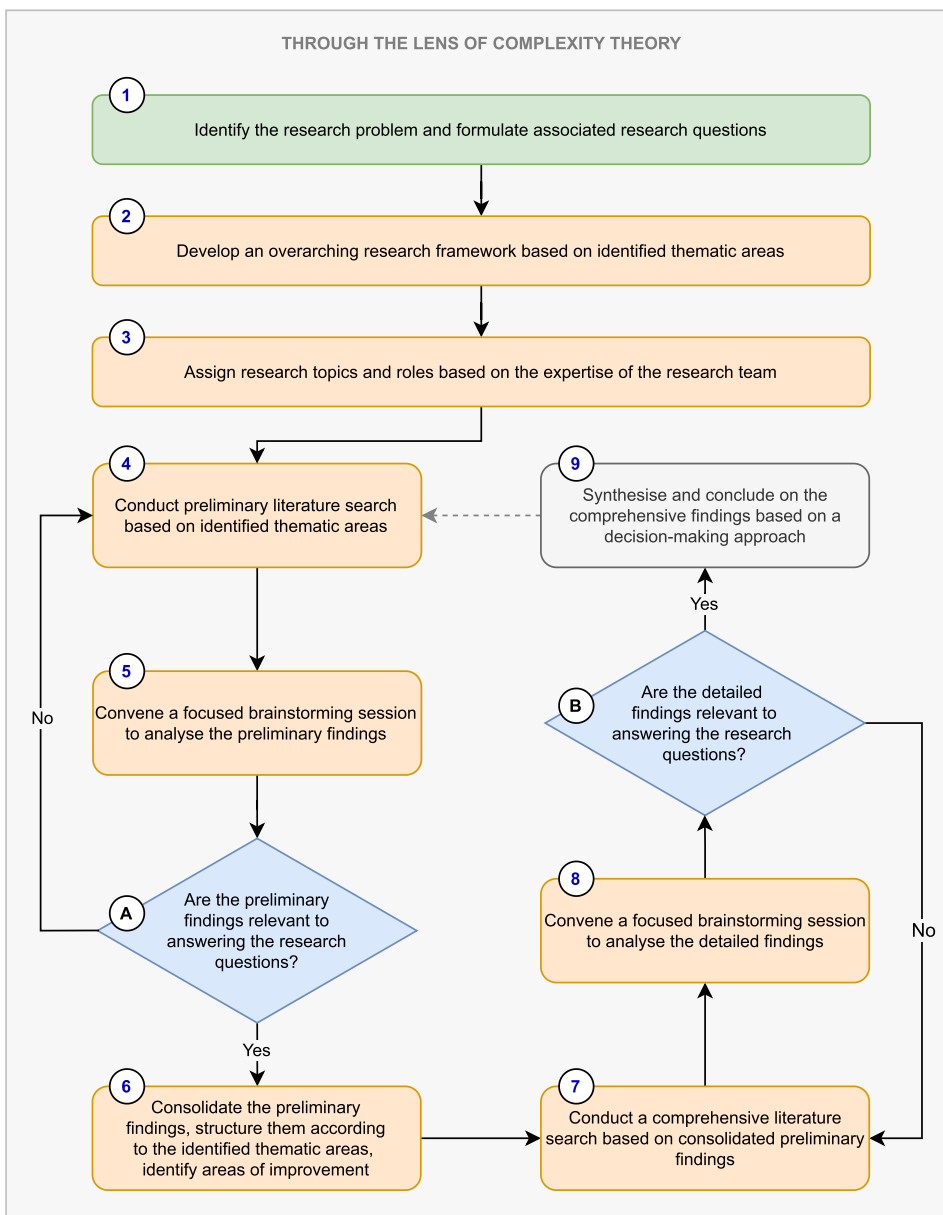 THROUGH THE LENS OF COMPLEXITY THEORY
1
Identify the research problem and formulate associated research questions
2
Develop an overarching research framework based on identified thematic areas
3
Assign research topics and roles based on the expertise of the research team
4
Conduct preliminary literature search
based on identified thematic areas
5
Convene a focused brainstorming session
to analyse the preliminary findings
A
Are the preliminary
findings relevant to
answering the research
questions?
No
Yes
6
Consolidate the preliminary
findings, structure them according
to the identified thematic areas,
identify areas of improvement
7
Conduct a comprehensive literature
search based on consolidated preliminary
findings
8
Convene a focused brainstorming session
to analyse the detailed findings
B
Are the detailed
findings relevant to
answering the research
questions?
No
Yes
9
Synthesise and conclude on the
comprehensive findings based on a
decision-making approach